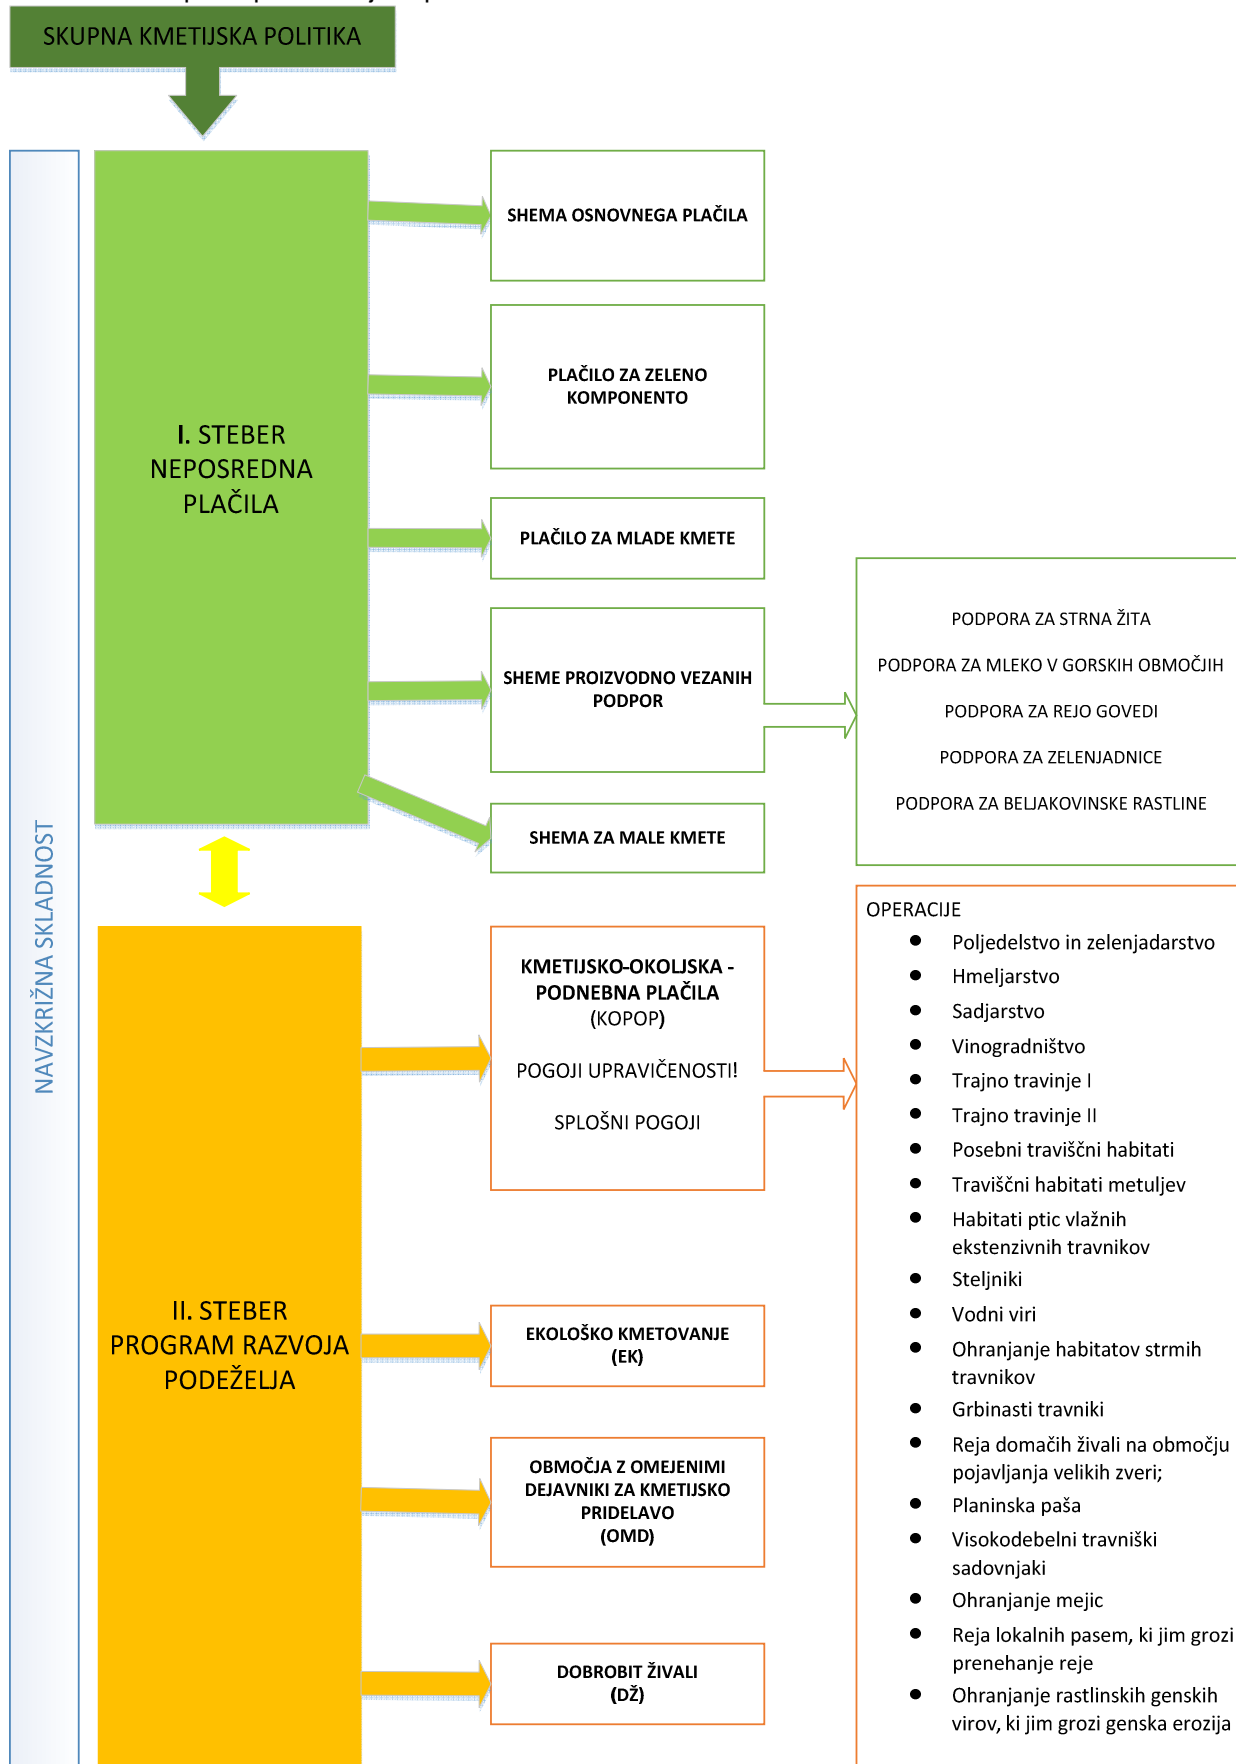 SKUPNA KMETIJSKA POLITIKA
NAVZKRIŽNA SKLADNOST
I. STEBER
NEPOSREDNA
PLAČILA
SHEMA OSNOVNEGA PLAČILA
PLAČILO ZA ZELENO
KOMPONENTO
PLAČILO ZA MLADE KMETE
SHEME PROIZVODNO VEZANIH
PODPOR
SHEMA ZA MALE KMETE
PODPORA ZA STRNA ŽITA
PODPORA ZA MLEKO V GORSKIH OBMOČJIH
PODPORA ZA REJO GOVEDI
PODPORA ZA ZELENJADNICE
PODPORA ZA BELJAKOVINSKE RASTLINE
II. STEBER
PROGRAM RAZVOJA
PODEŽELJA
KMETIJSKO-OKOLJSKA -
PODNEBNA PLAČILA
(KOPOP)
POGOJI UPRAVIČENOSTI!
SPLOŠNI POGOJI
EKOLOŠKO KMETOVANJE
(EK)
OBMOČJA Z OMEJENIMI
DEJAVNIKI ZA KMETIJSKO
PRIDELAVO
(OMD)
DOBROBIT ŽIVALI
(DŽ)
OPERACIJE
● Poljedelstvo in zelenjadarstvo
● Hmeljarstvo
● Sadjarstvo
● Vinogradništvo
● Trajno travinje I
● Trajno travinje II
● Posebni traviščni habitati
● Traviščni habitati metuljev
● Habitati ptic vlažnih
ekstenzivnih travnikov
● Steljniki
● Vodni viri
● Ohranjanje habitatov strmih
travnikov
● Grbinasti travniki
● Reja domačih živali na območju
pojavljanja velikih zveri;
● Planinska paša
● Visokodebelni travniški
sadovnjaki
● Ohranjanje mejic
● Reja lokalnih pasem, ki jim grozi
prenehanje reje
● Ohranjanje rastlinskih genskih
virov, ki jim grozi genska erozija